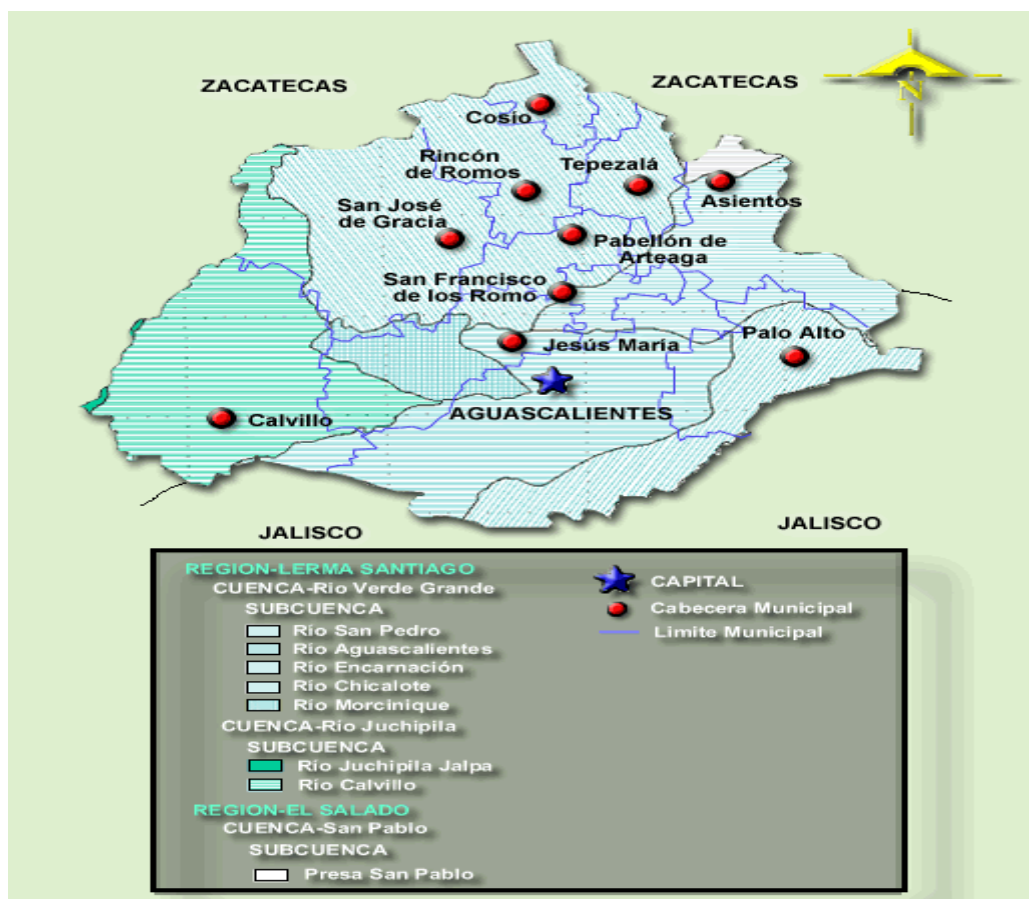 ZACATECAS
ZACATECAS
N
Cosío
Rincón
de Romos
Tepezalá
Asientos
San José
de Gracia
Pabellón de
Arteaga
San Francisco
de los Romo
Jesús María
Palo Alto
AGUASCALIENTES
Calvillo
JALISCO
JALISCO
REGION-LERMA SANTIAGO
CUENCA-Río Verde Grande
SUBCUENCA
Río San Pedro
Río Aguascalientes
Río Encarnación
Río Chicalote
Río Morcinique
CUENCA-Río Juchipila
SUBCUENCA
Río Juchipila Jalpa
Río Calvillo
REGION-EL SALADO
CUENCA-San Pablo
SUBCUENCA
Presa San Pablo
CAPITAL
Cabecera Municipal
Límite Municipal